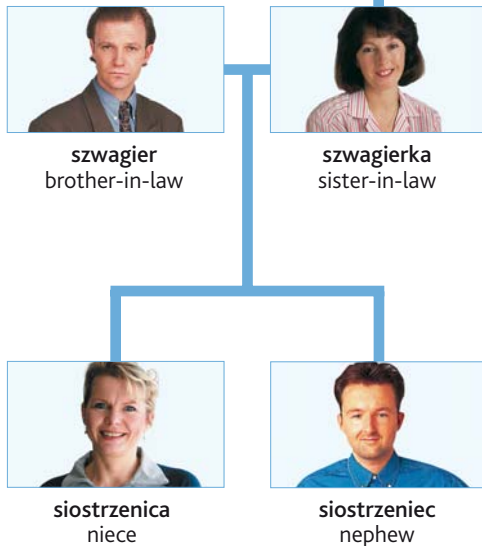 szwagier
brother-in-law
szwagierka
sister-in-law
siostrzenica
niece
siostrzeniec
nephew